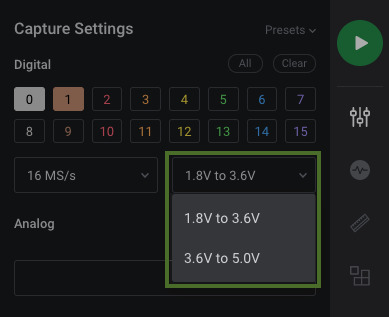 Capture Settings
Presets
Digital
All
Clear
0 1 2 3 4 5 6 7
8 9 10 11 12 13 14 15
16 MS/s
1.8V to 3.6V
1.8V to 3.6V
Analog
3.6V to 5.0V